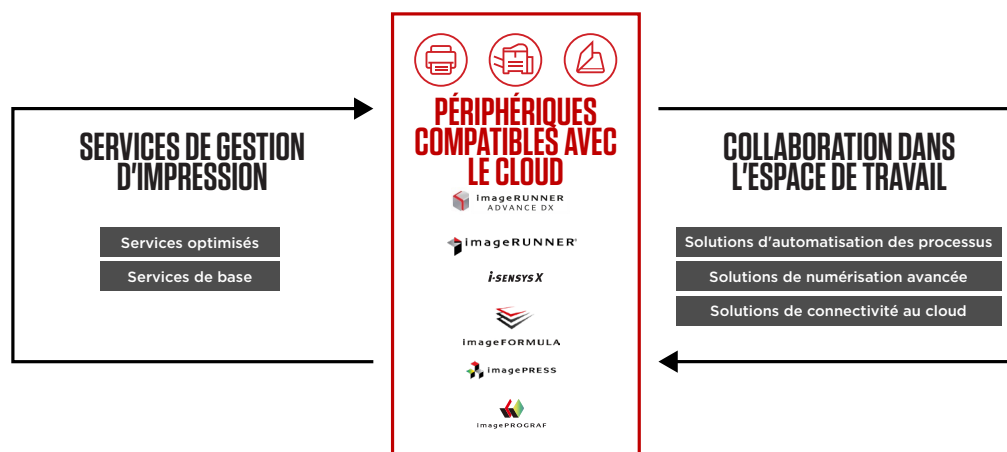 SERVICES DE GESTION
D'IMPRESSION
Services optimisés
Services de base
PÉRIPHÉRIQUES
COMPATIBLES AVEC
LE CLOUD
imageRUNNER
ADVANCE DX
imageRUNNER®
i-SENSYS X
imageFORMULA
imagePRESS
imagePROGRAF
COLLABORATION DANS
L'ESPACE DE TRAVAIL
Solutions d'automatisation des processus
Solutions de numérisation avancée
Solutions de connectivité au cloud